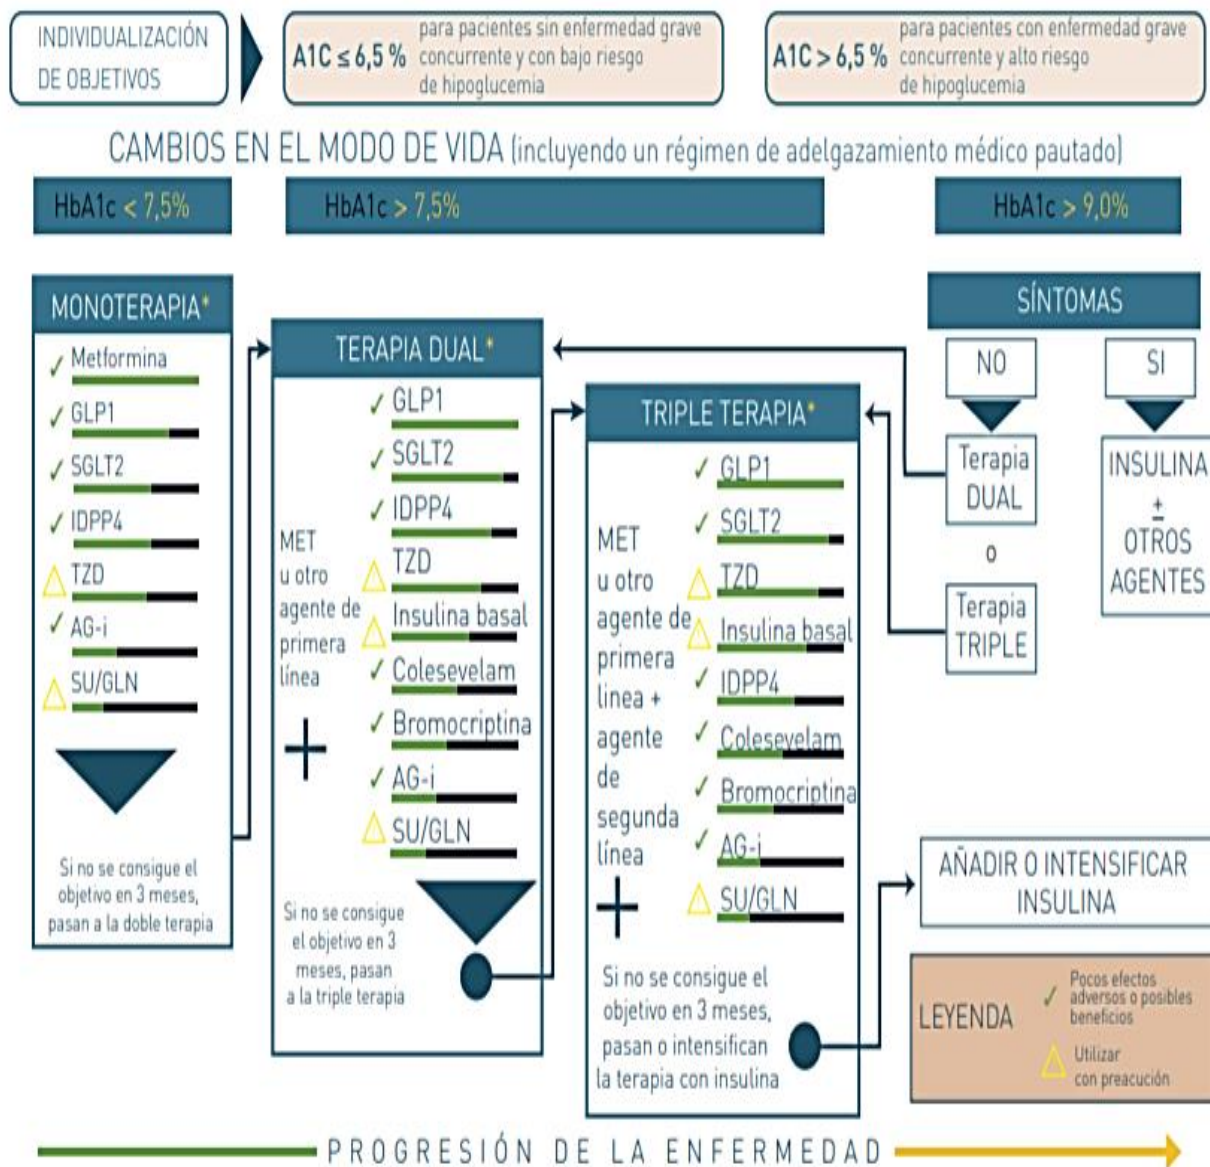 INDIVIDUALIZACIÓN
DE OBJETIVOS
A1C ≤ 6,5 %
para pacientes sin enfermedad grave
concurrente y con bajo riesgo
de hipoglucemia
A1C > 6,5 %
para pacientes con enfermedad grave
concurrente y alto riesgo
de hipoglucemia
CAMBIOS EN EL MODO DE VIDA (incluyendo un régimen de adelgazamiento médico pautado)
HbA1c < 7,5%
HbA1c > 7,5%
HbA1c > 9,0%
MONOTERAPIA*
✓ Metformina
✓ GLP1
✓ SGLT2
✓ IDPP4
TZD
✓ AG-i
SU/GLN
Si no se consigue el
objetivo en 3 meses,
pasan a la doble terapia
TERAPIA DUAL*
MET
u otro
agente de
primera
línea
+
✓ GLP1
✓ SGLT2
✓ IDPP4
TZD
Insulina basal
✓ Colesevelam
✓ Bromocriptina
✓ AG-i
SU/GLN
Si no se consigue
el objetivo en 3
meses, pasan
a la triple terapia
TRIPLE TERAPIA*
MET
u otro
agente de
primera
linea +
agente
de
segunda
línea
+
✓ GLP1
✓ SGLT2
TZD
Insulina basal
✓ IDPP4
✓ Colesevelam
✓ Bromocriptina
✓ AG-i
SU/GLN
Si no se consigue el
objetivo en 3 meses,
pasan o intensifican
la terapia con insulina
SÍNTOMAS
NO
Terapia
DUAL
o
Terapia
TRIPLE
SI
INSULINA
±
OTROS
AGENTES
AÑADIR O INTENSIFICAR
INSULINA
LEYENDA
✓ Pocos efectos
adversos o posibles
beneficios
Utilizar
con preacución
PROGRESIÓN DE LA ENFERMEDAD